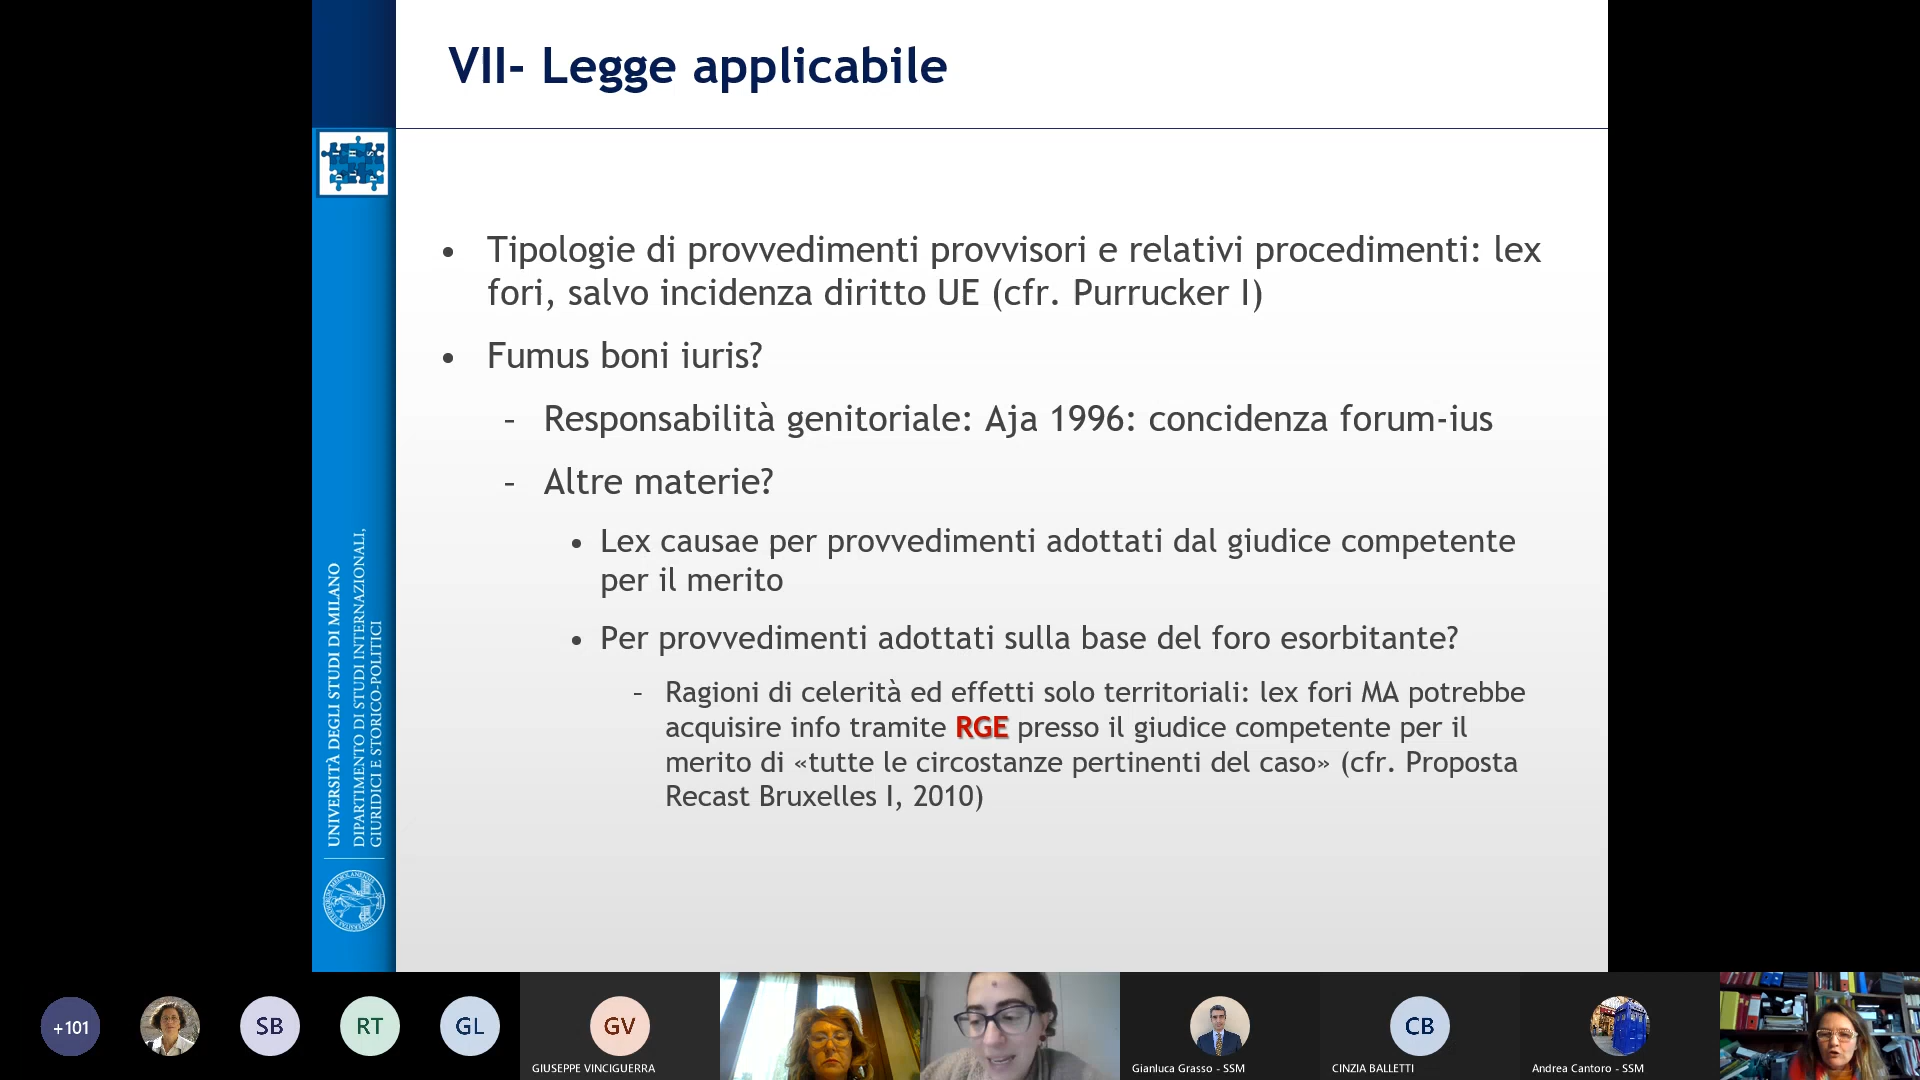 VII- Legge applicabile
• Tipologie di provvedimenti provvisori e relativi procedimenti: lex
fori, salvo incidenza diritto UE (cfr. Purrucker I)
• Fumus boni iuris?
– Responsabilità genitoriale: Aja 1996: concidenza forum-ius
– Altre materie?
• Lex causae per provvedimenti adottati dal giudice competente
per il merito
• Per provvedimenti adottati sulla base del foro esorbitante?
– Ragioni di celerità ed effetti solo territoriali: lex fori MA potrebbe
acquisire info tramite RGE presso il giudice competente per il
merito di «tutte le circostanze pertinenti del caso» (cfr. Proposta
Recast Bruxelles I, 2010)
UNIVERSITÀ DEGLI STUDI DI MILANO
DIPARTIMENTO DI STUDI INTERNAZIONALI,
GIURIDICI E STORICO-POLITICI
+101
SB
RT
GL
GV
GIUSEPPE VINCIGUERRA
Gianluca Grasso - SSM
CB
CINZIA BALLETTI
Andrea Cantoro - SSM